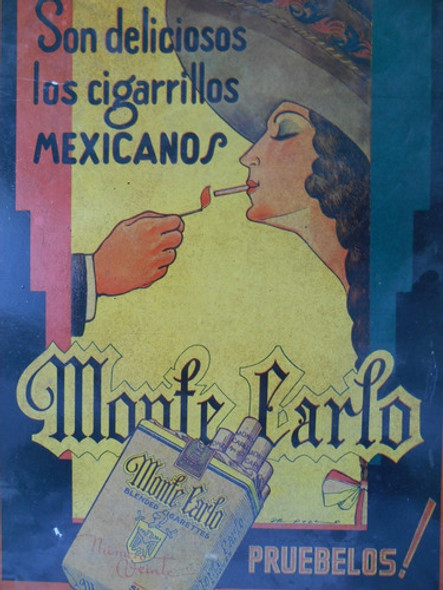 Son deliciosos
los cigarrillos
MEXICANOS
Monte Carlo
Monte Carlo
BLENDED CIGARETTES
PRUEBELOS!